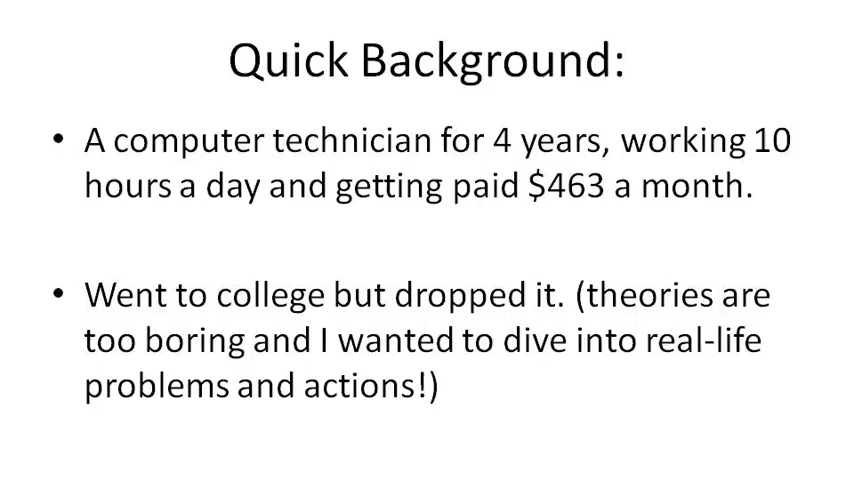 Quick Background:
• A computer technician for 4 years, working 10
hours a day and getting paid $463 a month.
• Went to college but dropped it. (theories are
too boring and I wanted to dive into real-life
problems and actions!)